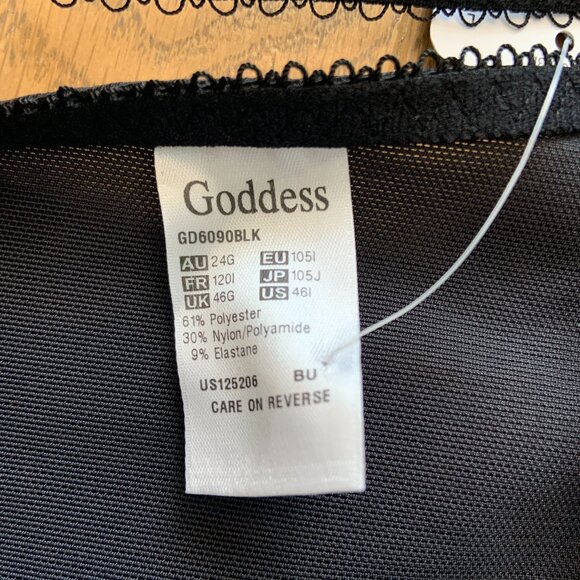 Goddess
GD6090BLK
AU 24G EU 105I
FR 120I JP 105J
UK 46G US 46I
61% Polyester
30% Nylon/Polyamide
9% Elastane
US125206 BU
CARE ON REVERSE